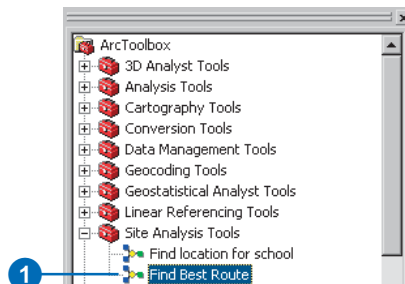 ArcToolbox
3D Analyst Tools
Analysis Tools
Cartography Tools
Conversion Tools
Data Management Tools
Geocoding Tools
Geostatistical Analyst Tools
Linear Referencing Tools
Site Analysis Tools
Find location for school
1 Find Best Route